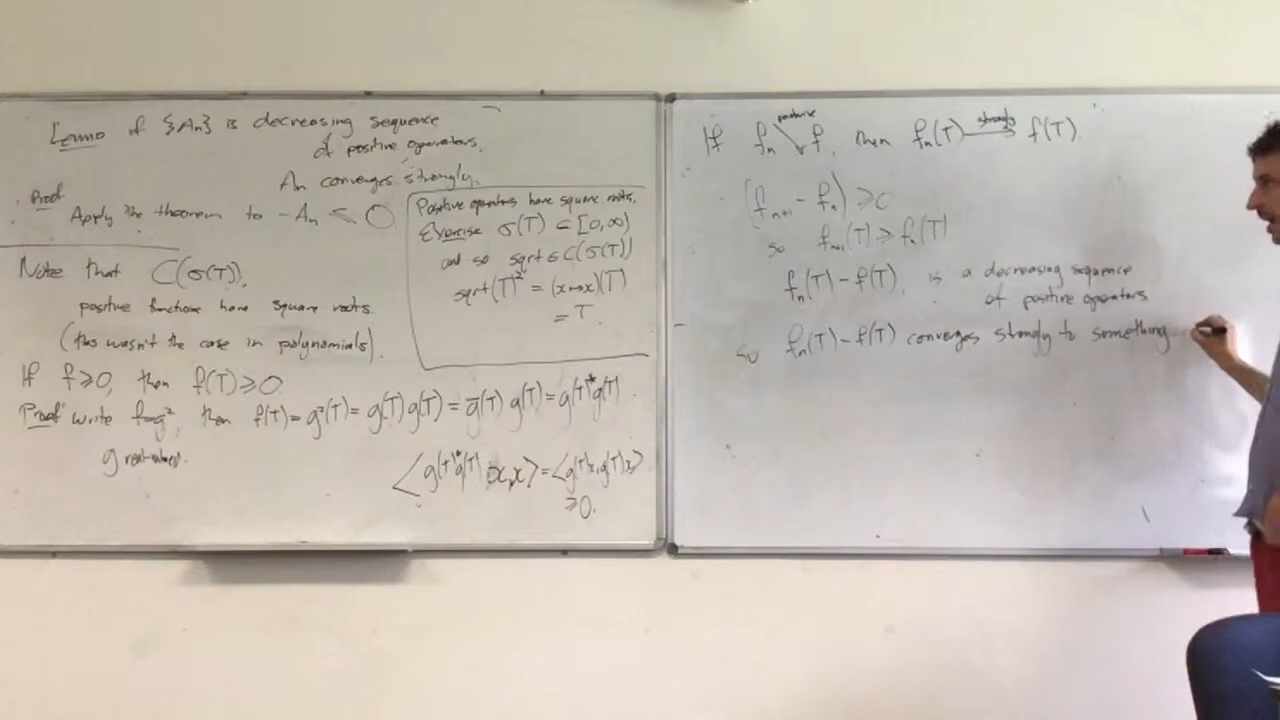 Lemma if {Aₙ} is decreasing sequence
of positive operators,
Aₙ converges strongly.
Proof
Apply the theorem to -Aₙ ≤ 0
Note that C(σ(T)),
positive functions have square roots.
(this wasn't the case in polynomials).
If f≥0, then f(T)≥0.
Proof write f=g², then f(T)=g²(T)=g(T)g(T)=ḡ(T)g(T)=g(T)*g(T)
g real-valued.
⟨g(T)*g(T)x,x⟩=⟨g(T)x,g(T)x⟩
≥0.
Positive operators have square roots.
Exercise σ(T) ⊂ [0,∞)
and so sqrt ∈ C(σ(T))
sqrt(T)² = (x↦x)(T)
= T.
pointwise
strongly
If fₙ ↘ f, then fₙ(T) → f(T)
(fₙ₊₁ - fₙ) ≥0
so fₙ₊₁(T) ≥ fₙ(T)
fₙ(T) - f(T), is a decreasing sequence
of positive operators
so fₙ(T) - f(T) converges strongly to something